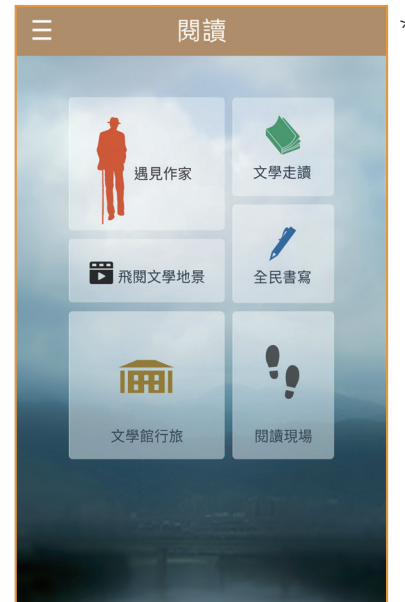 閱讀
遇見作家
文學走讀
飛閱文學地景
全民書寫
文學館行旅
閱讀現場